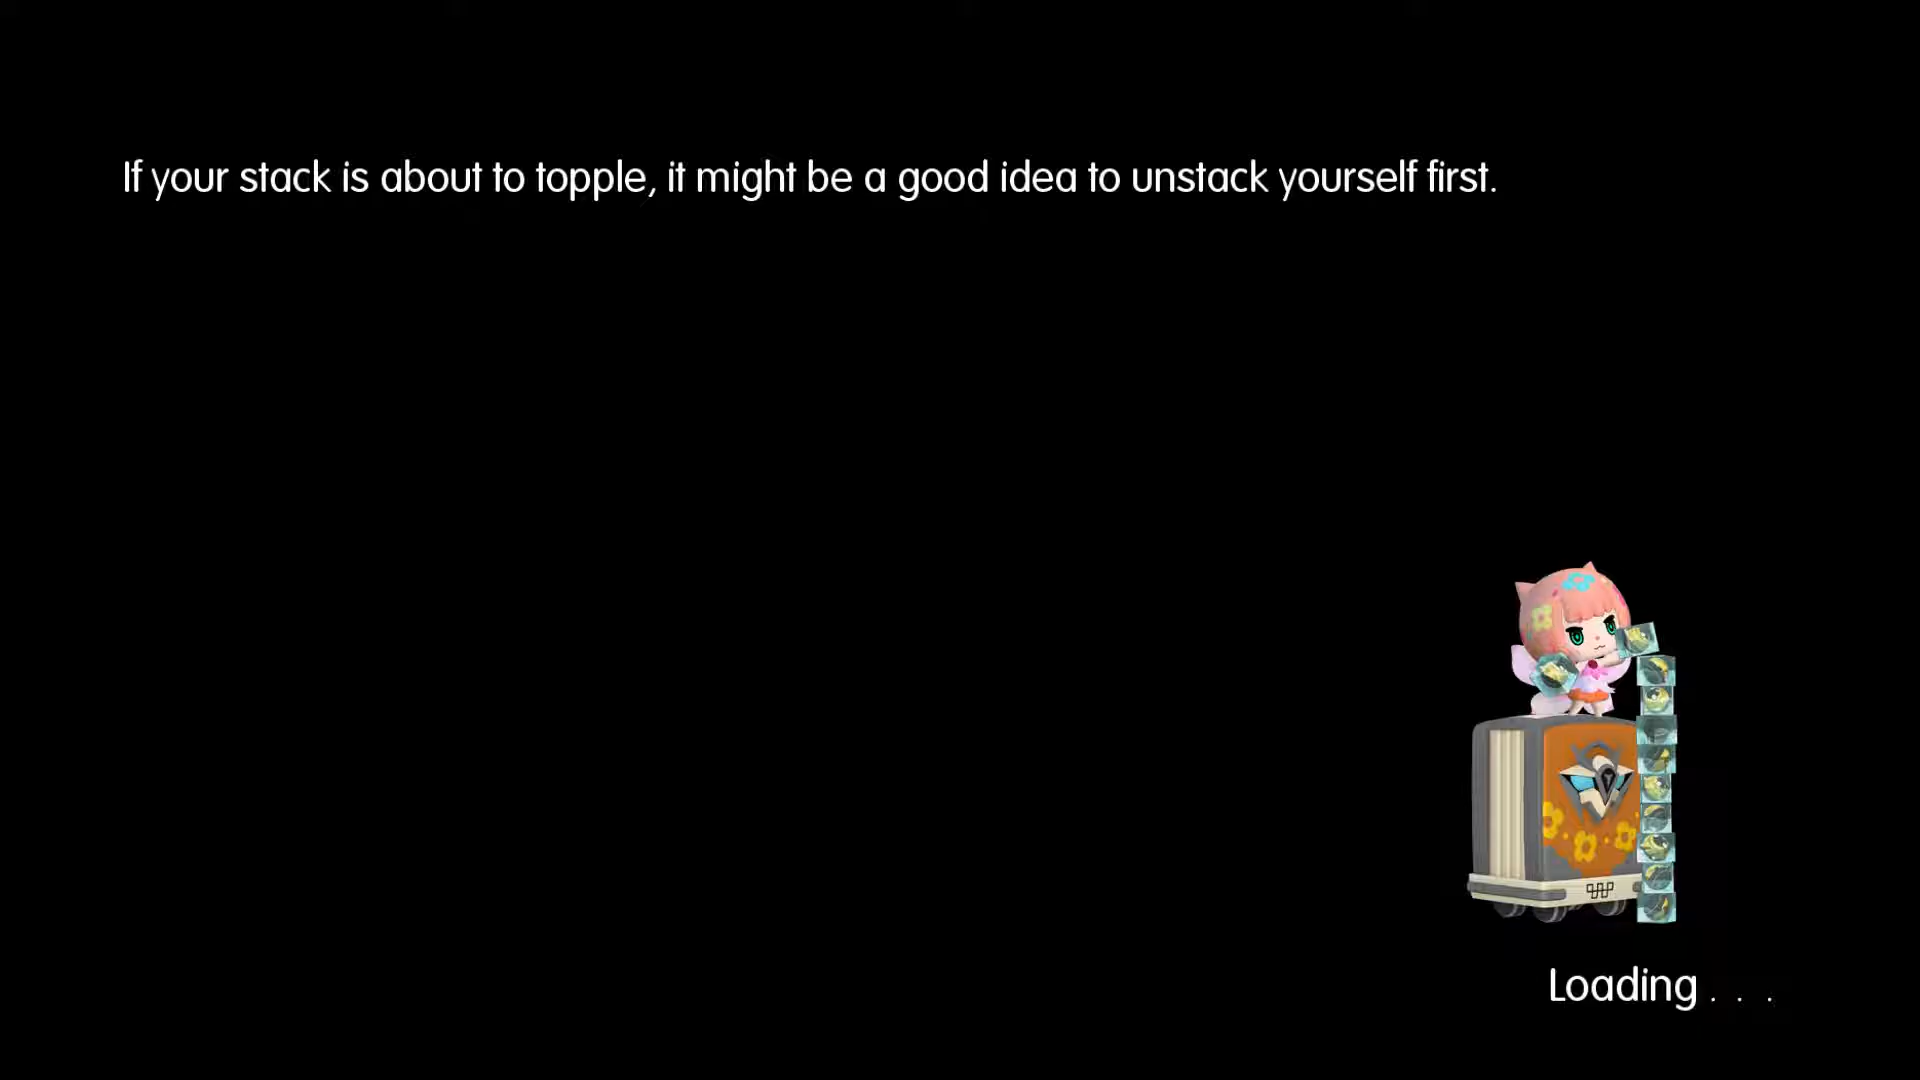 If your stack is about to topple, it might be a good idea to unstack yourself first.
Loading . . .